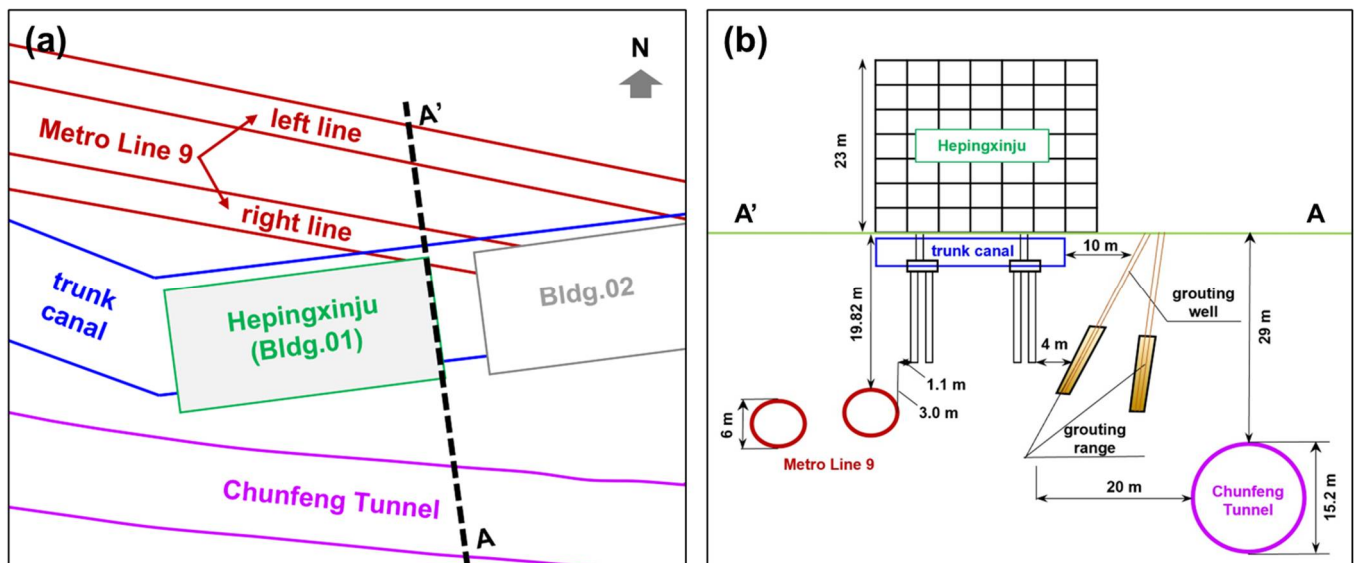 (a)
N
A'
left line
Metro Line 9
right line
trunk
canal
Hepingxinju
(Bldg.01)
Bldg.02
Chunfeng Tunnel
A
(b)
23 m
Hepingxinju
A'
A
trunk canal
10 m
grouting
well
19.82 m
29 m
4 m
1.1 m
3.0 m
6 m
grouting
range
Metro Line 9
20 m
Chunfeng
Tunnel
15.2 m